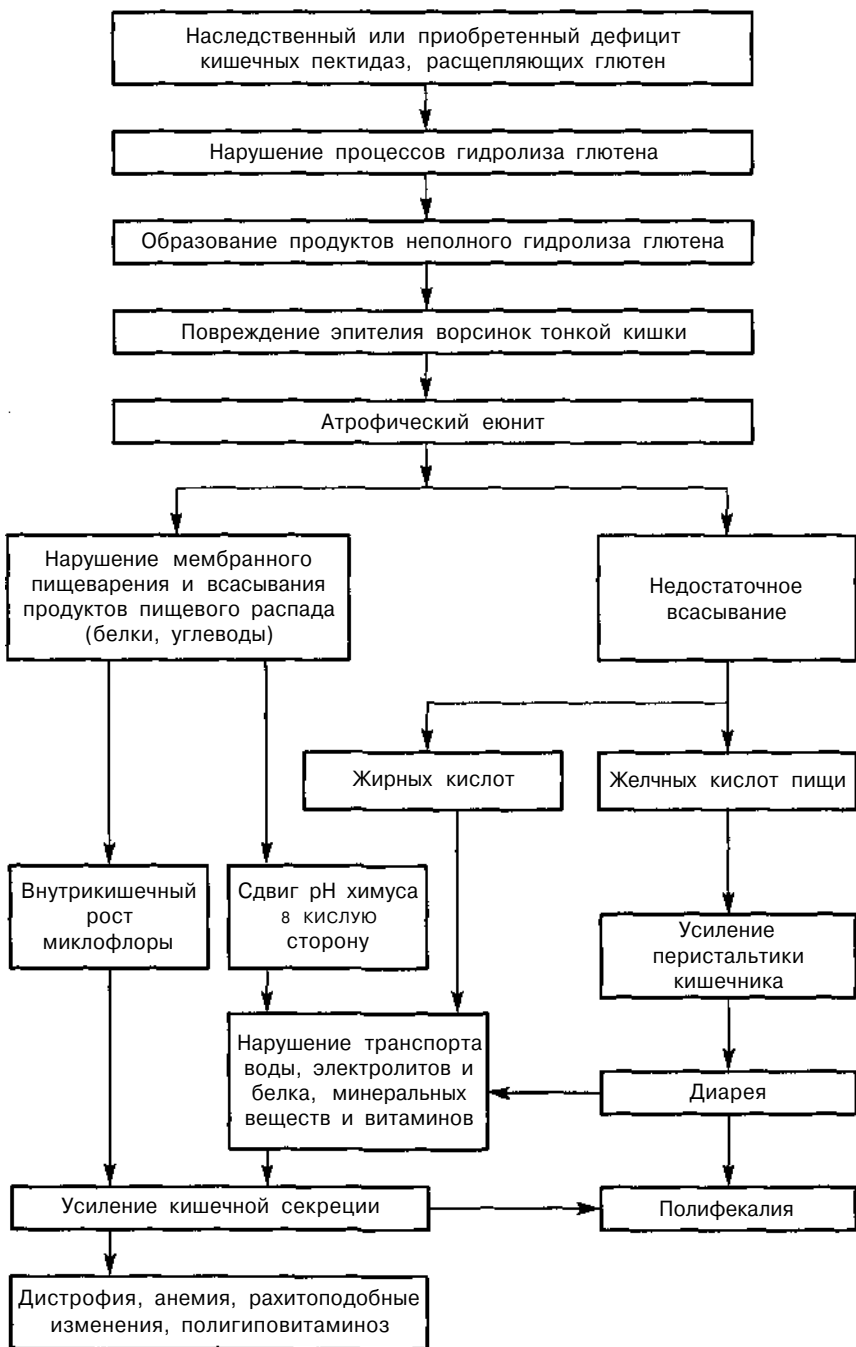 Наследственный или приобретенный дефицит
кишечных пектидаз, расщепляющих глютен
Нарушение процессов гидролиза глютена
Образование продуктов неполного гидролиза глютена
Повреждение эпителия ворсинок тонкой кишки
Атрофический еюнит
Нарушение мембранного
пищеварения и всасывания
продуктов пищевого распада
(белки, углеводы)
Недостаточное
всасывание
Жирных кислот
Желчных кислот пищи
Внутрикишечный
рост
миклофлоры
Сдвиг pH химуса
8 КИСЛУЮ
сторону
Усиление
перистальтики
кишечника
Нарушение транспорта
воды, электролитов и
белка, минеральных
веществ и витаминов
Диарея
Усиление кишечной секреции
Полифекалия
Дистрофия, анемия, рахитоподобные
изменения, полигиповитаминоз